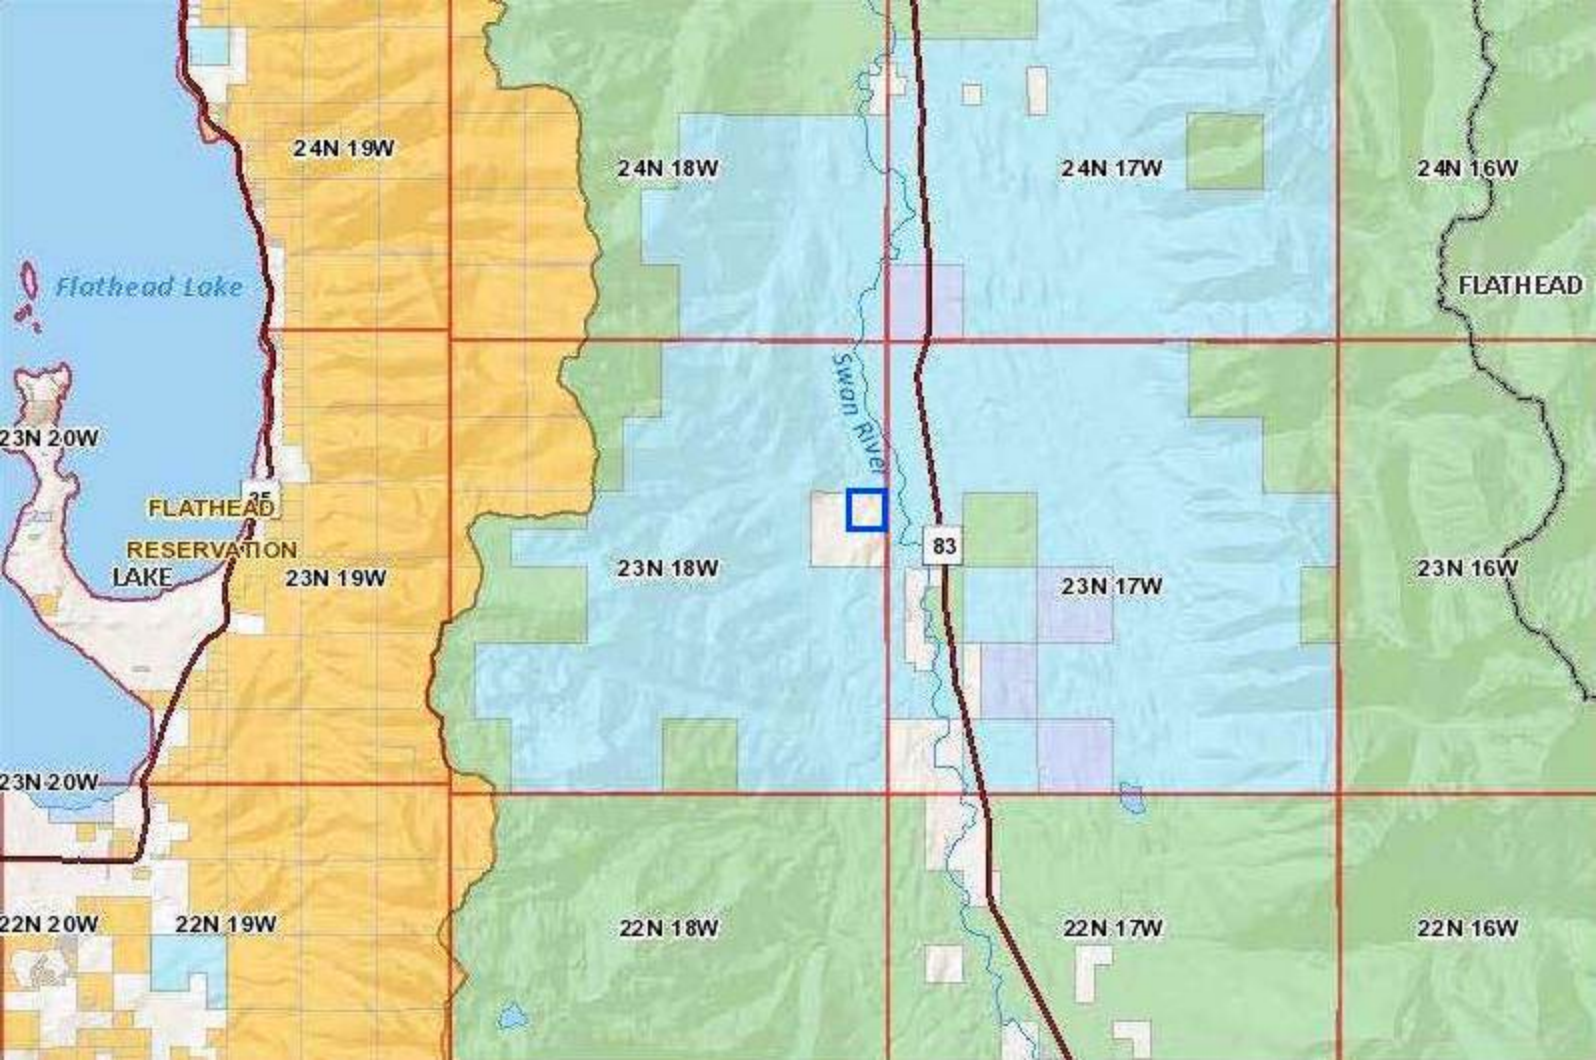 24N 19W
24N 18W
24N 17W
24N 16W
Flathead Lake
FLATHEAD
Swan River
23N 20W
35
FLATHEAD
RESERVATION
LAKE
23N 19W
23N 18W
83
23N 17W
23N 16W
23N 20W
22N 20W
22N 19W
22N 18W
22N 17W
22N 16W